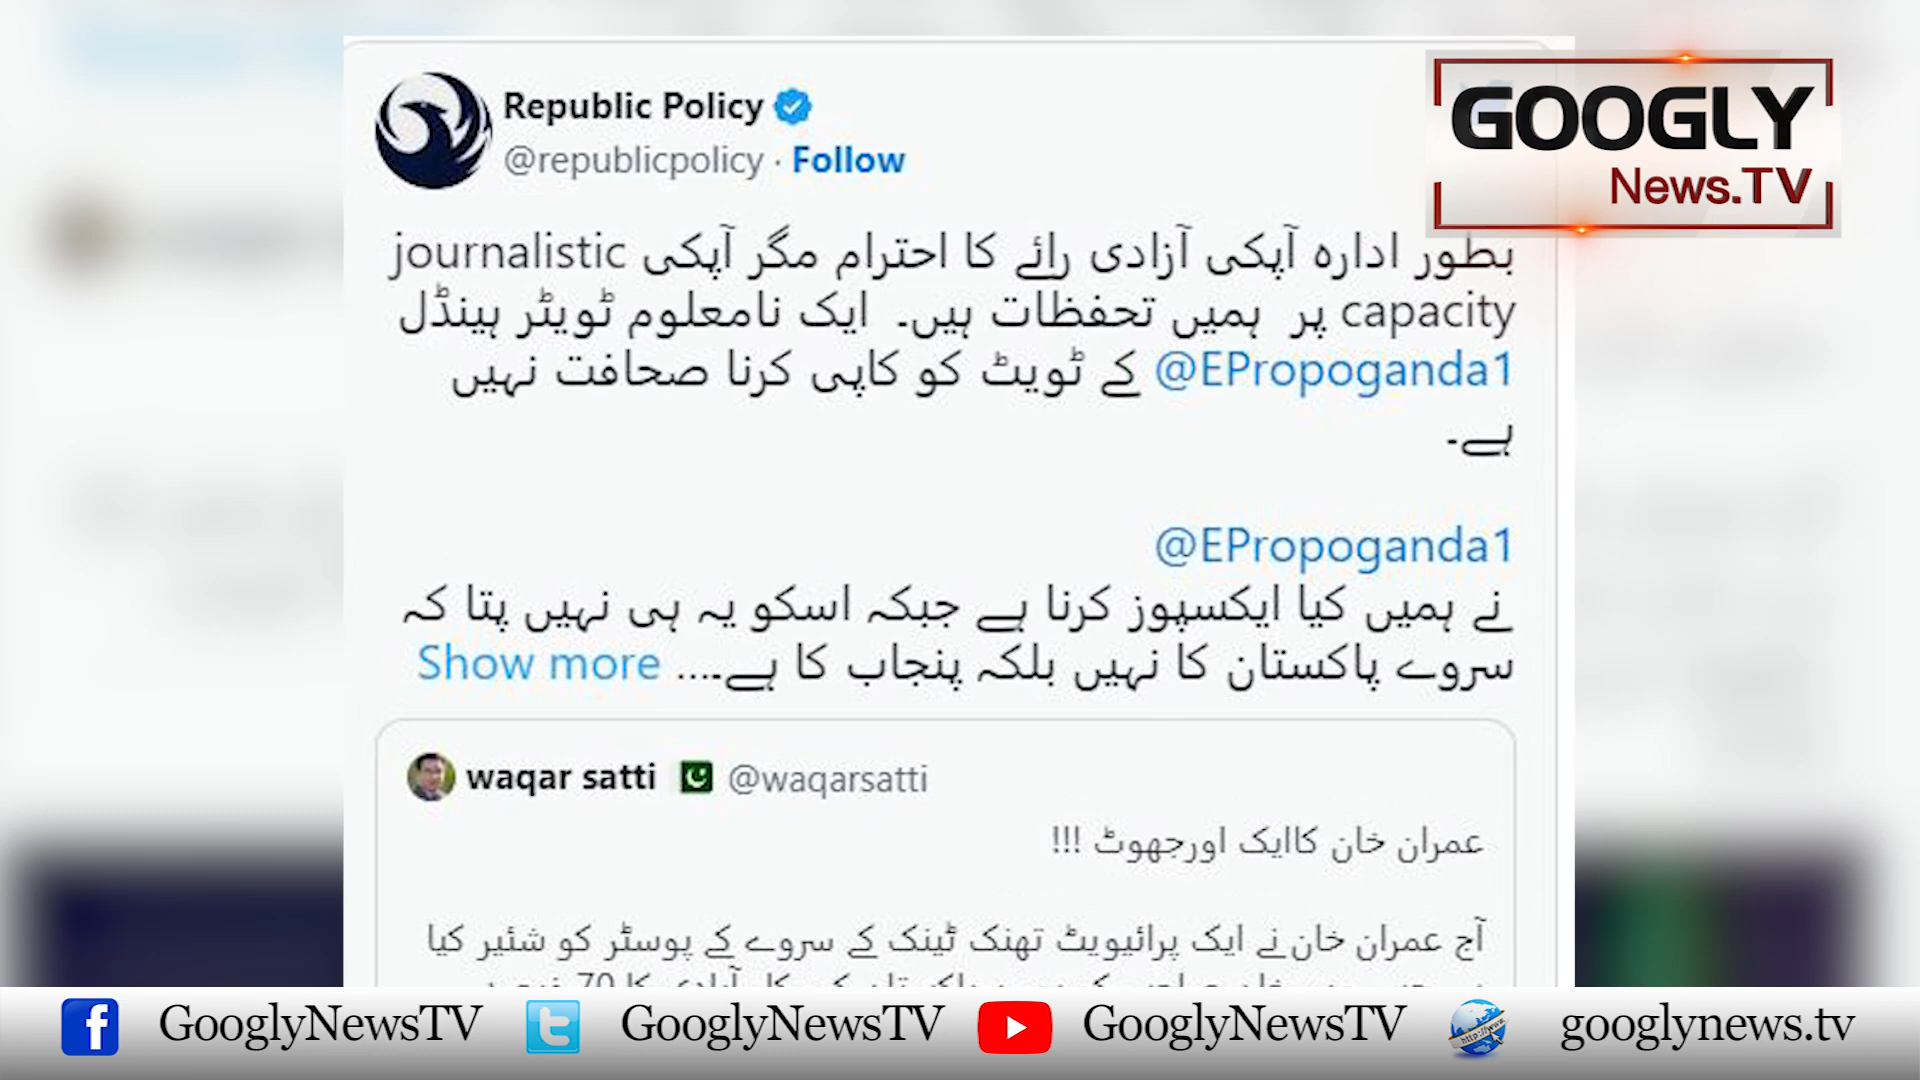 Republic Policy
@republicpolicy · Follow
GOOGLY
News.TV
بطور ادارہ آپکی آزادی رائے کا احترام مگر آپکی journalistic
capacity پر ہمیں تحفظات ہیں۔ ایک نامعلوم ٹویٹر ہینڈل
@EPropoganda1 کے ٹویٹ کو کاپی کرنا صحافت نہیں
ہے۔
@EPropoganda1
نے ہمیں کیا ایکسپوز کرنا ہے جبکہ اسکو یہ ہی نہیں پتا کہ
سروے پاکستان کا نہیں بلکہ پنجاب کا ہے۔... Show more
waqar satti @waqarsatti
عمران خان کاایک اورجھوٹ !!!
آج عمران خان نے ایک پرائیویٹ تھنک ٹینک کے سروے کے پوسٹر کو شئیر کیا
GooglyNewsTV GooglyNewsTV GooglyNewsTV googlynews.tv